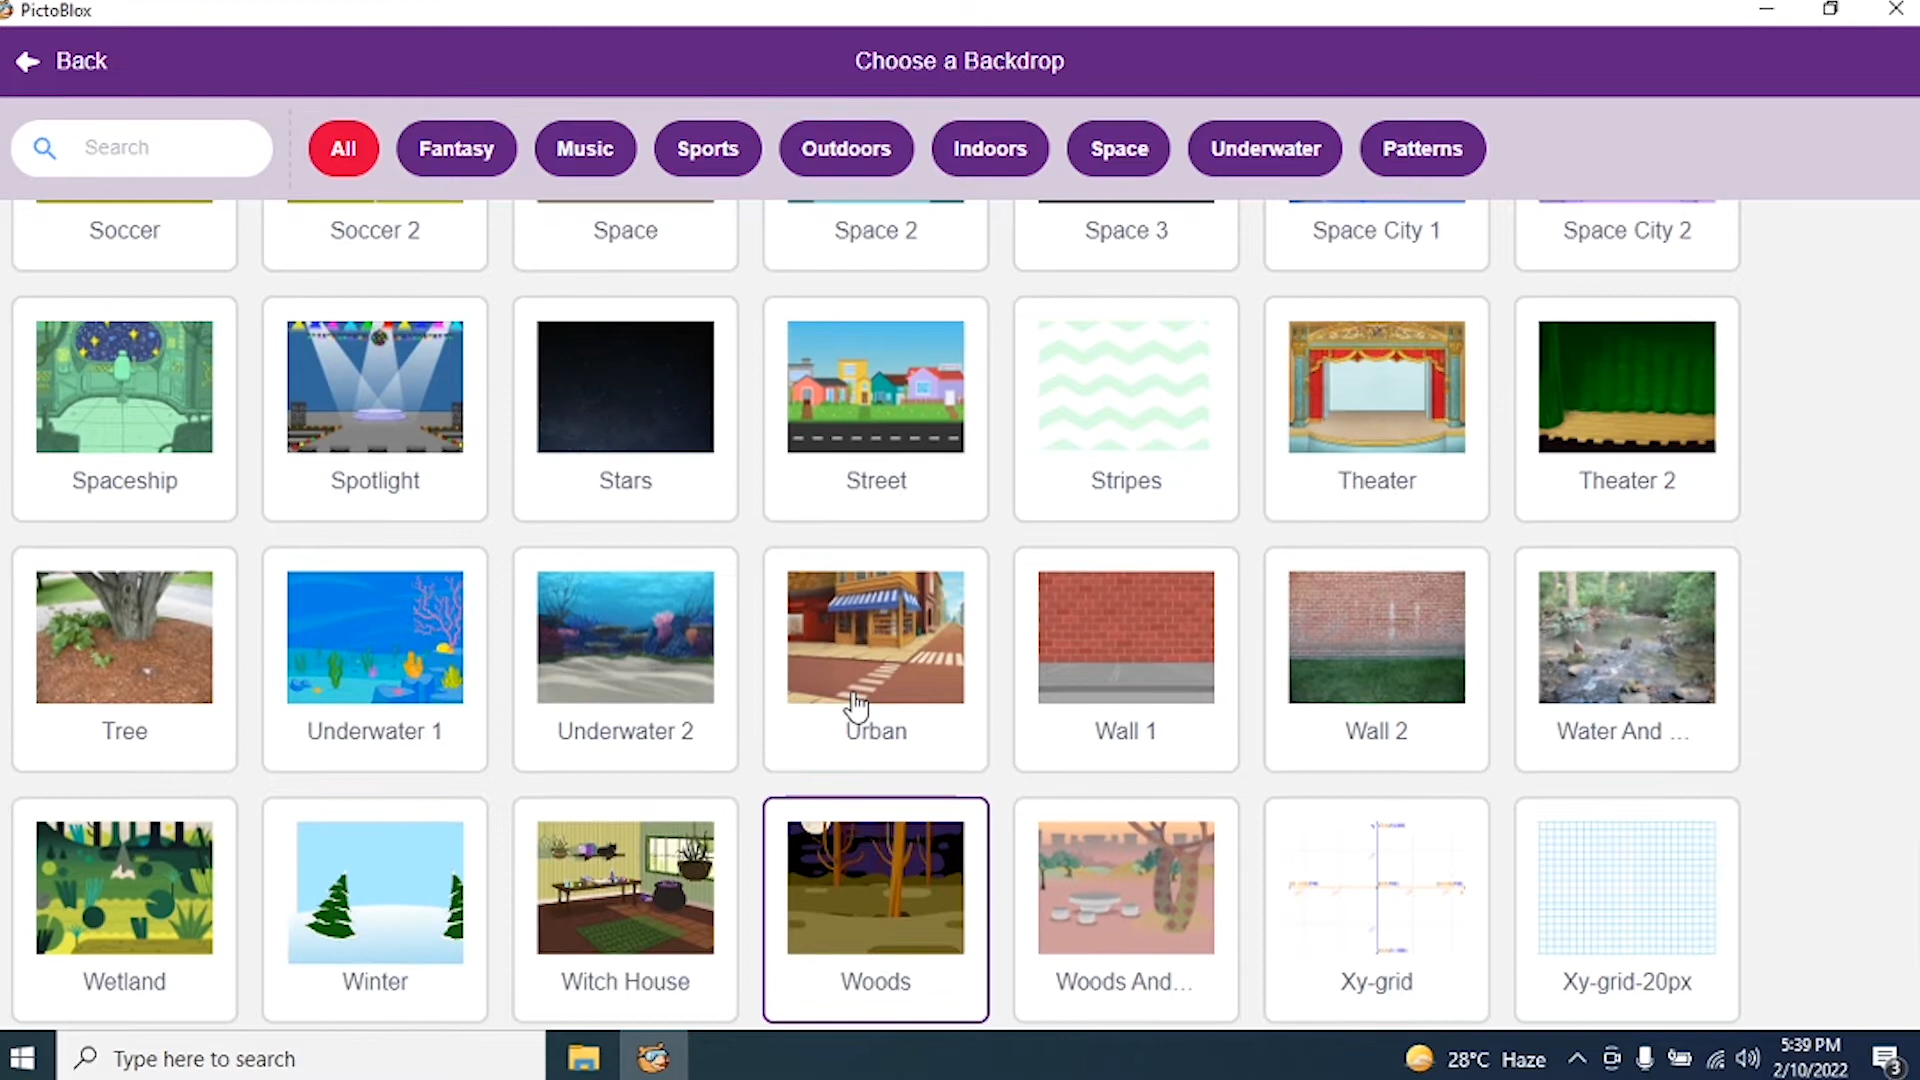 PictoBlox
Back
Choose a Backdrop
Search
All
Fantasy
Music
Sports
Outdoors
Indoors
Space
Underwater
Patterns
Soccer
Soccer 2
Space
Space 2
Space 3
Space City 1
Space City 2
Spaceship
Spotlight
Stars
Street
Stripes
Theater
Theater 2
Tree
Underwater 1
Underwater 2
Urban
Wall 1
Wall 2
Water And ...
Wetland
Winter
Witch House
Woods
Woods And...
Xy-grid
Xy-grid-20px
Type here to search
28°C Haze
5:39 PM
2/10/2022
3